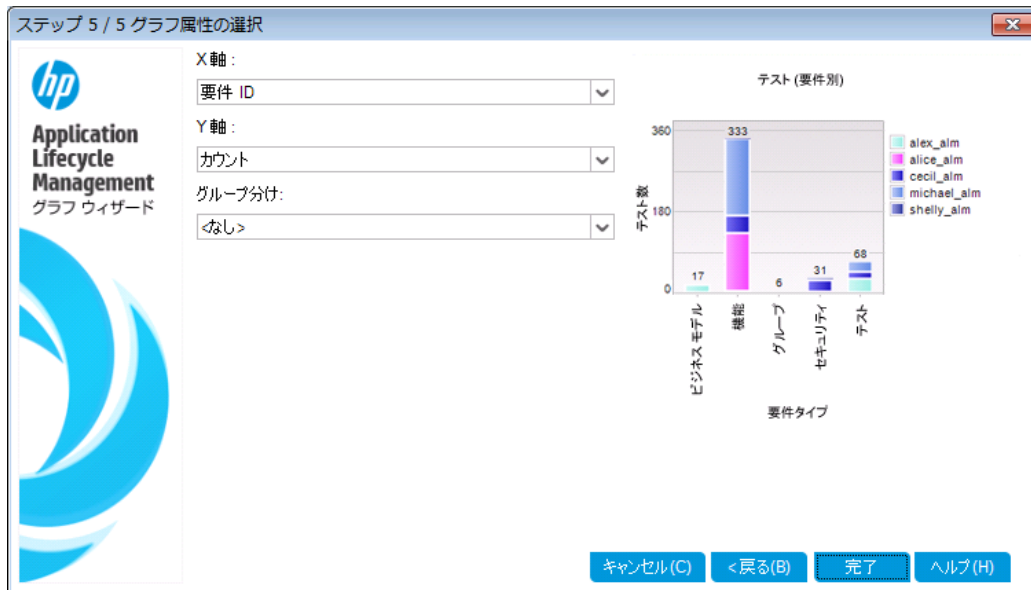 ステップ 5 / 5 グラフ属性の選択
hp
Application
Lifecycle
Management
グラフ ウィザード
X 軸 :
要件 ID
Y 軸 :
カウント
グループ分け:
<なし>
テスト (要件別)
テスト数
360
180
0
17
333
6
31
68
ビジネス モデル
機能
グループ
セキュリティ
テスト
要件タイプ
alex_alm
alice_alm
cecil_alm
michael_alm
shelly_alm
キャンセル(C)
<戻る(B)
完了
ヘルプ(H)